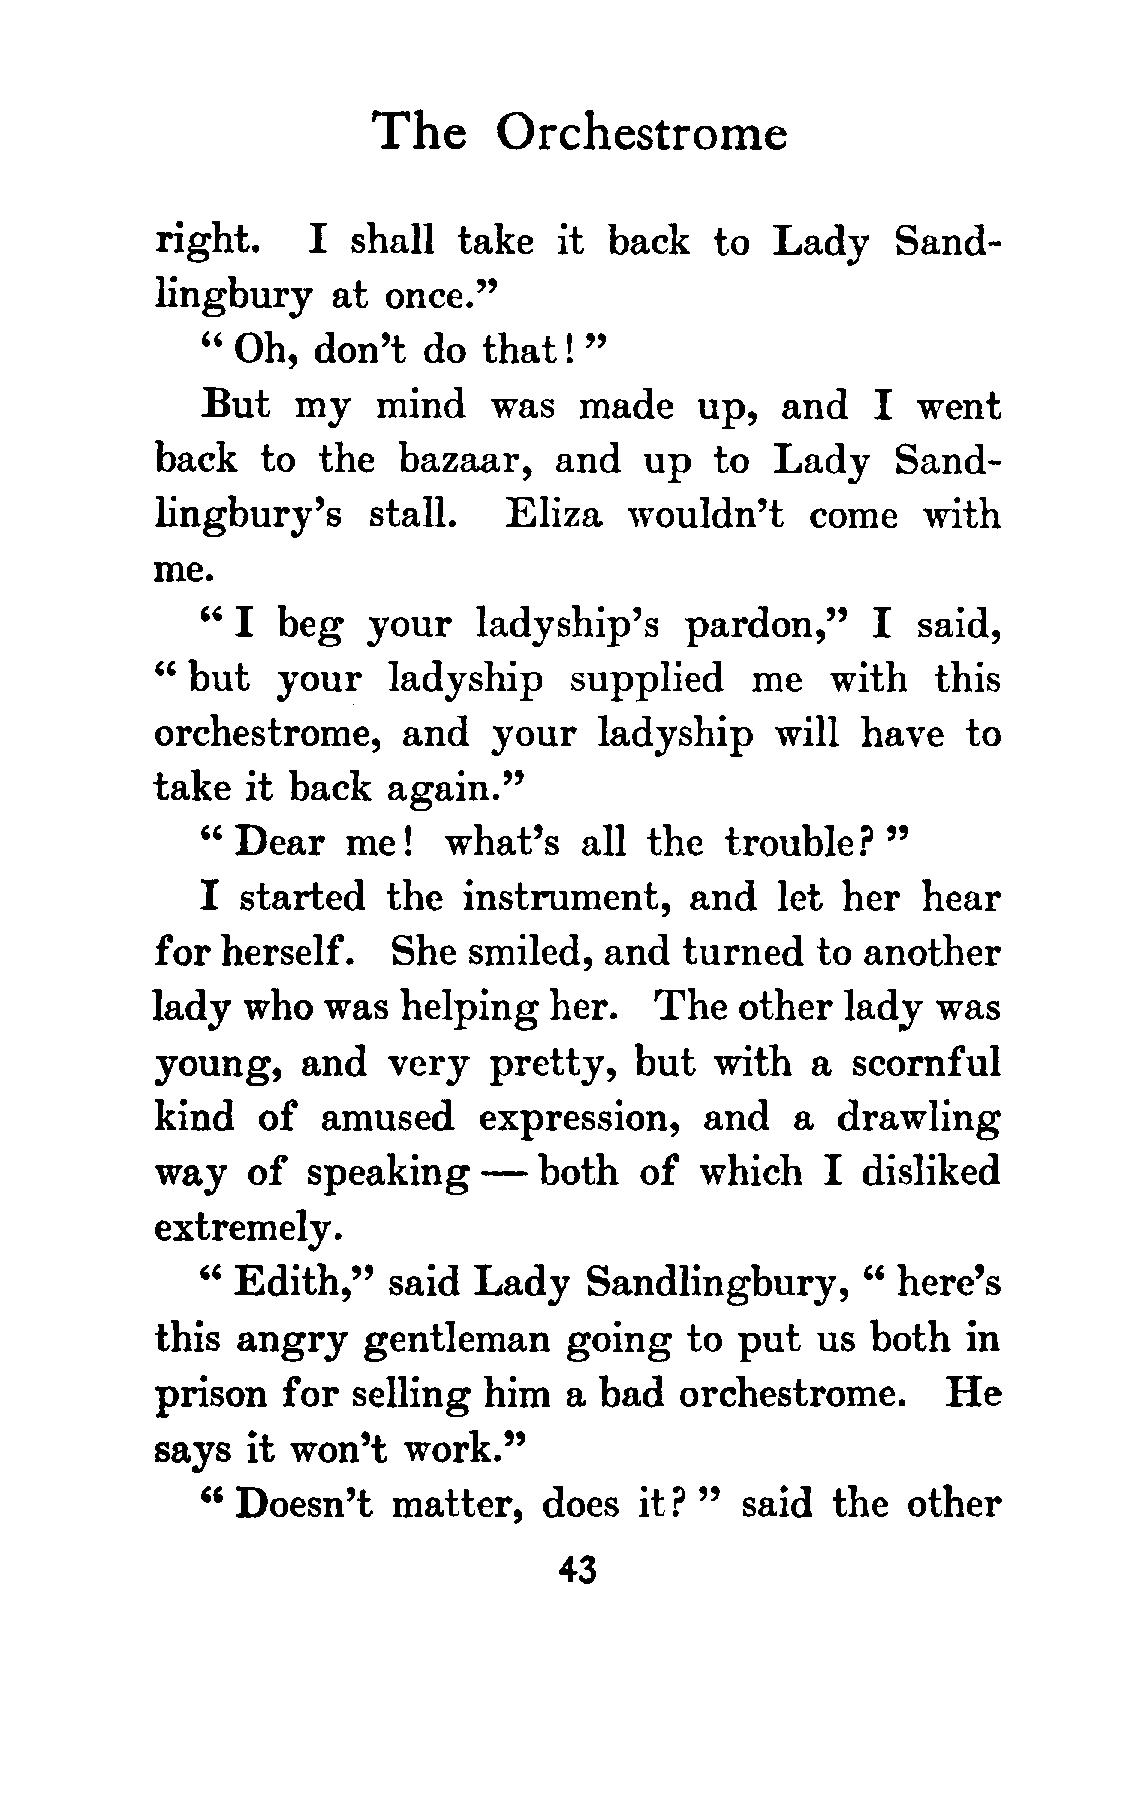 The Orchestrome
right. I shall take it back to Lady Sand-
lingbury at once.”
“ Oh, don’t do that! ”
But my mind was made up, and I went
back to the bazaar, and up to Lady Sand-
lingbury’s stall. Eliza wouldn’t come with
me.
“ I beg your ladyship’s pardon,” I said,
“ but your ladyship supplied me with this
orchestrome, and your ladyship will have to
take it back again.”
“ Dear me! what’s all the trouble? ”
I started the instrument, and let her hear
for herself. She smiled, and turned to another
lady who was helping her. The other lady was
young, and very pretty, but with a scornful
kind of amused expression, and a drawling
way of speaking — both of which I disliked
extremely.
“ Edith,” said Lady Sandlingbury, “ here’s
this angry gentleman going to put us both in
prison for selling him a bad orchestrome. He
says it won’t work.”
“ Doesn’t matter, does it? ” said the other
43